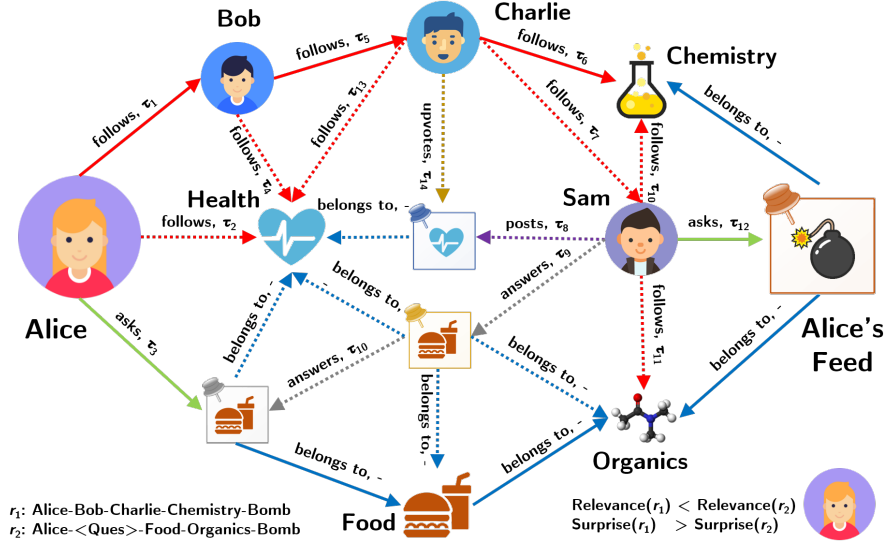 Bob
Charlie
Chemistry
follows, τ5
follows, τ6
follows, τ1
follows, τ13
follows, τ7
belongs to, -
follows, τ4
upvotes, τ14
follows, τ10
Health
belongs to, -
Sam
follows, τ2
posts, τ8
asks, τ12
answers, τ9
belongs to, -
Alice
asks, τ3
belongs to, -
answers, τ10
belongs to, -
belongs to, -
follows, τ11
belongs to, -
Alice's
Feed
belongs to, -
belongs to, -
Organics
Food
r1: Alice-Bob-Charlie-Chemistry-Bomb
r2: Alice-<Ques>-Food-Organics-Bomb
Relevance(r1) < Relevance(r2)
Surprise(r1) > Surprise(r2)